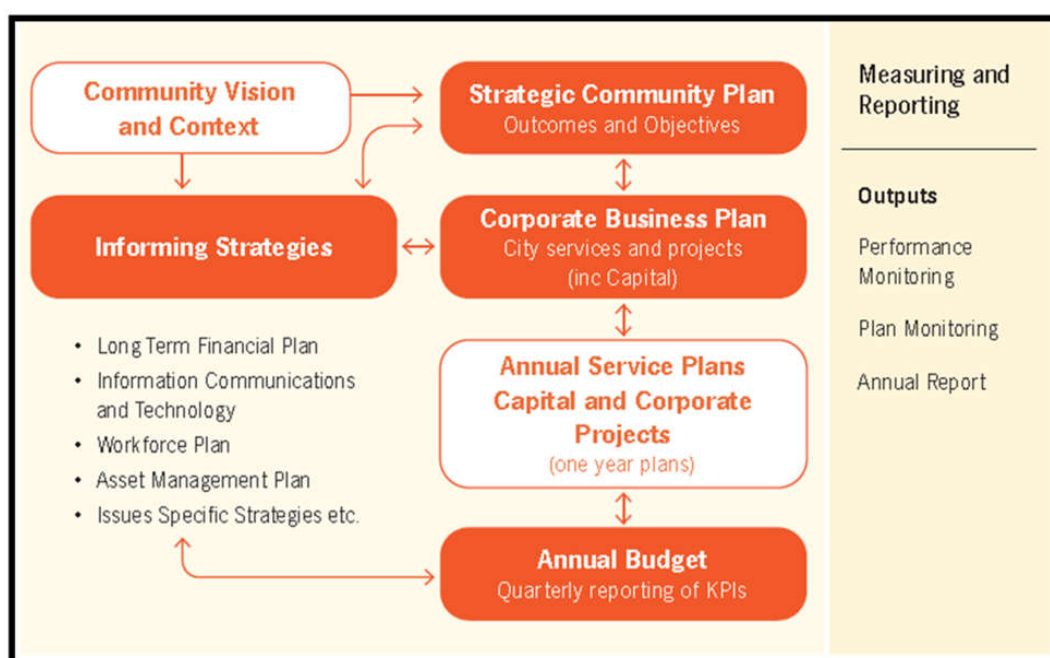 Community Vision
and Context
Strategic Community Plan
Outcomes and Objectives
Informing Strategies
Corporate Business Plan
City services and projects
(inc Capital)
• Long Term Financial Plan
• Information Communications
and Technology
• Workforce Plan
• Asset Management Plan
• Issues Specific Strategies etc.
Annual Service Plans
Capital and Corporate
Projects
(one year plans)
Annual Budget
Quarterly reporting of KPIs
Measuring and
Reporting
Outputs
Performance
Monitoring
Plan Monitoring
Annual Report